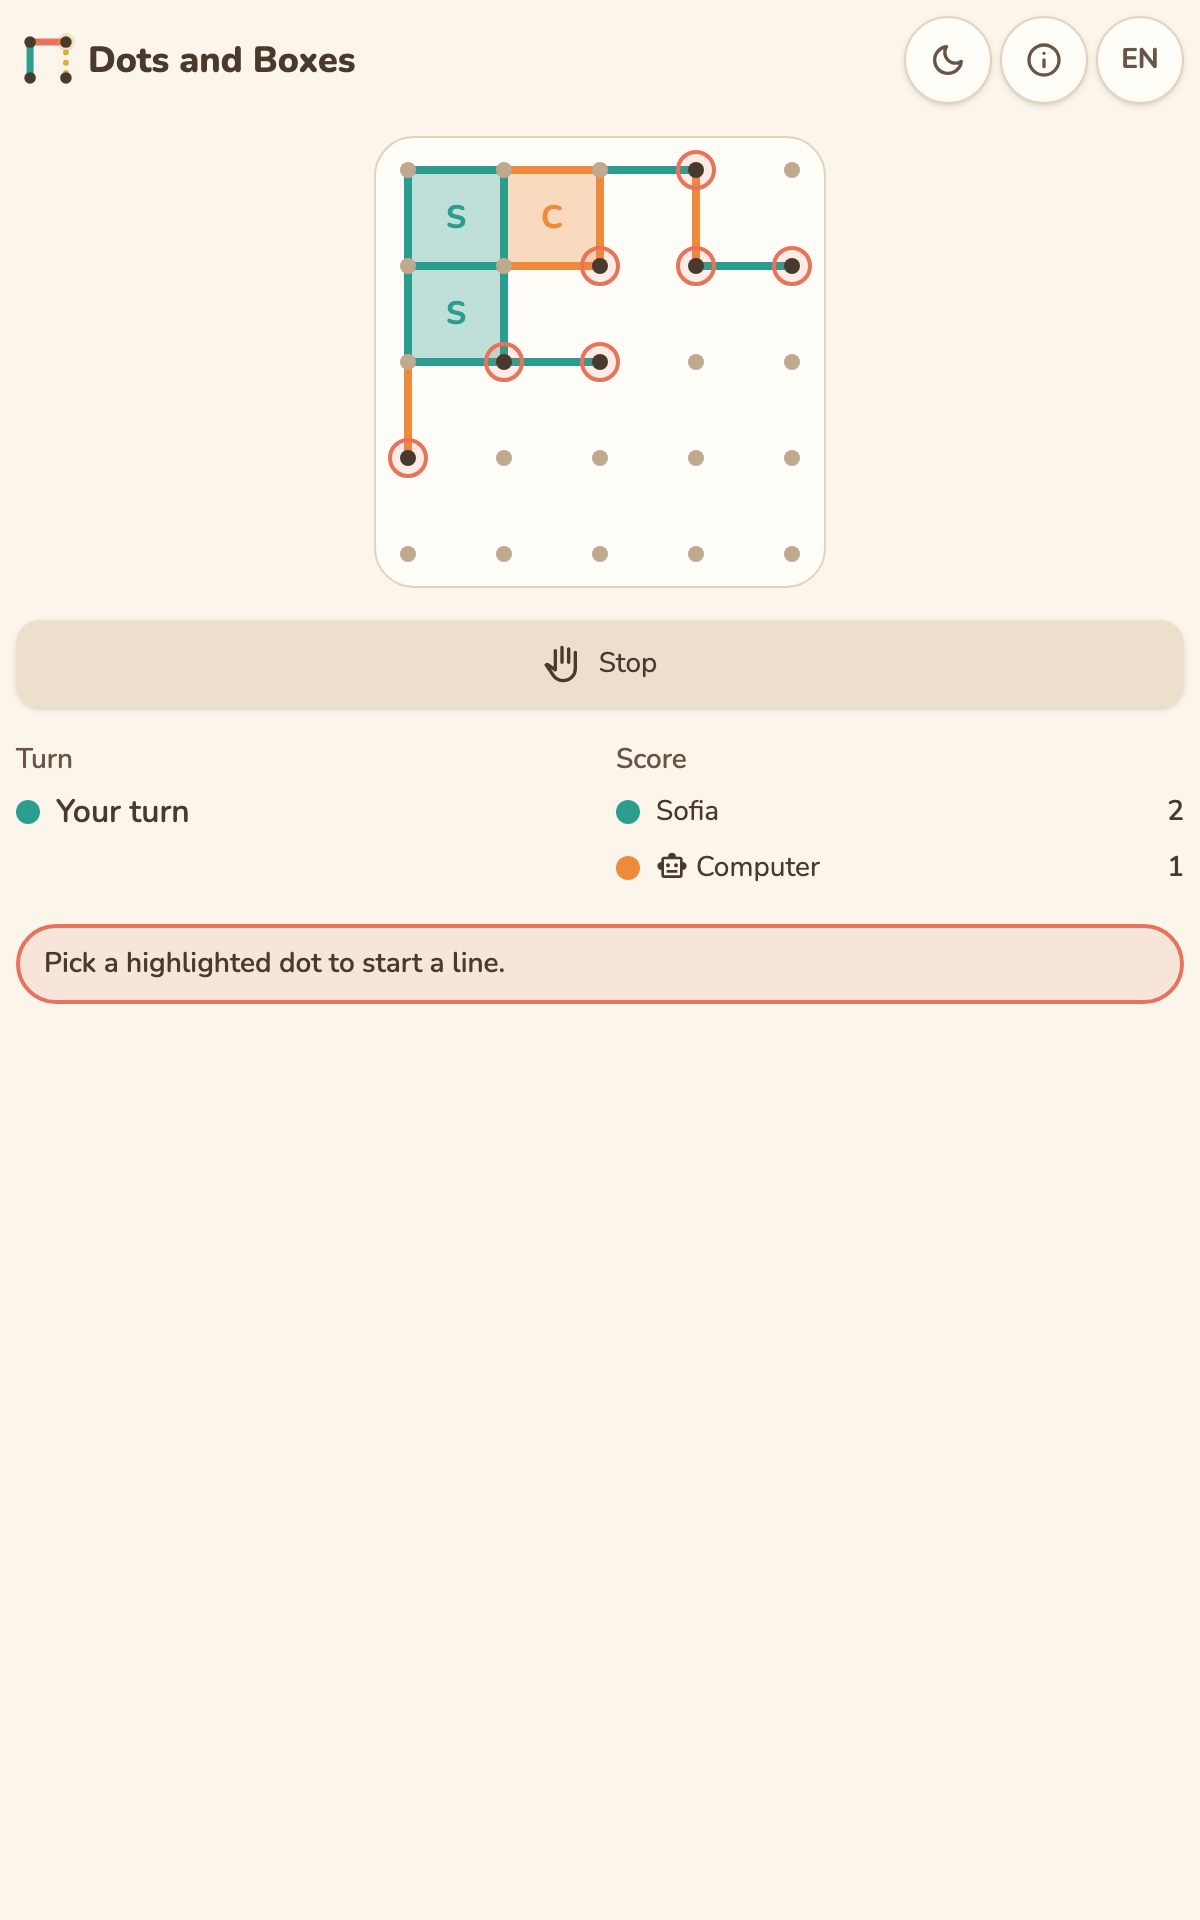 Dots and Boxes
EN
S C
S
Stop
Turn
Your turn
Score
Sofia 2
Computer 1
Pick a highlighted dot to start a line.